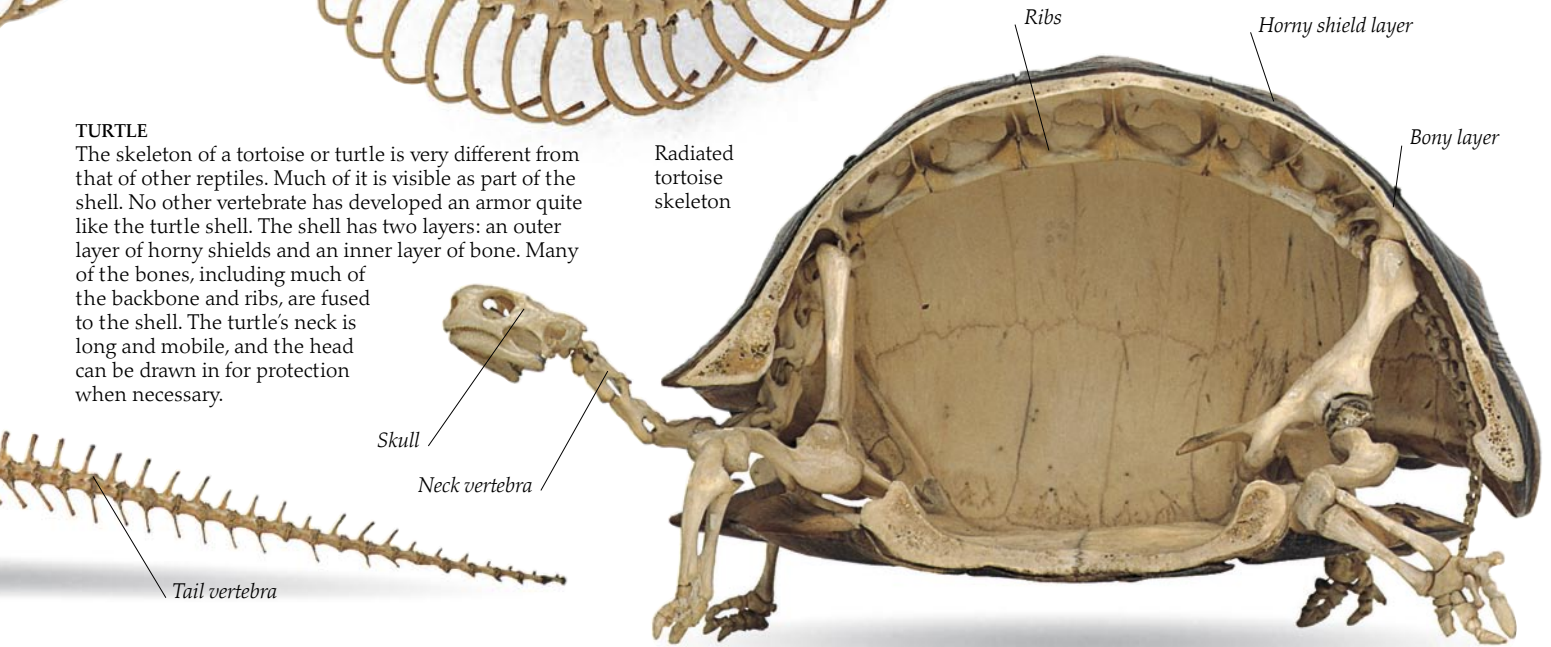 Ribs
Horny shield layer
TURTLE
The skeleton of a tortoise or turtle is very different from
that of other reptiles. Much of it is visible as part of the
shell. No other vertebrate has developed an armor quite
like the turtle shell. The shell has two layers: an outer
layer of horny shields and an inner layer of bone. Many
of the bones, including much of
the backbone and ribs, are fused
to the shell. The turtle's neck is
long and mobile, and the head
can be drawn in for protection
when necessary.
Radiated
tortoise
skeleton
Bony layer
Skull
Neck vertebra
Tail vertebra